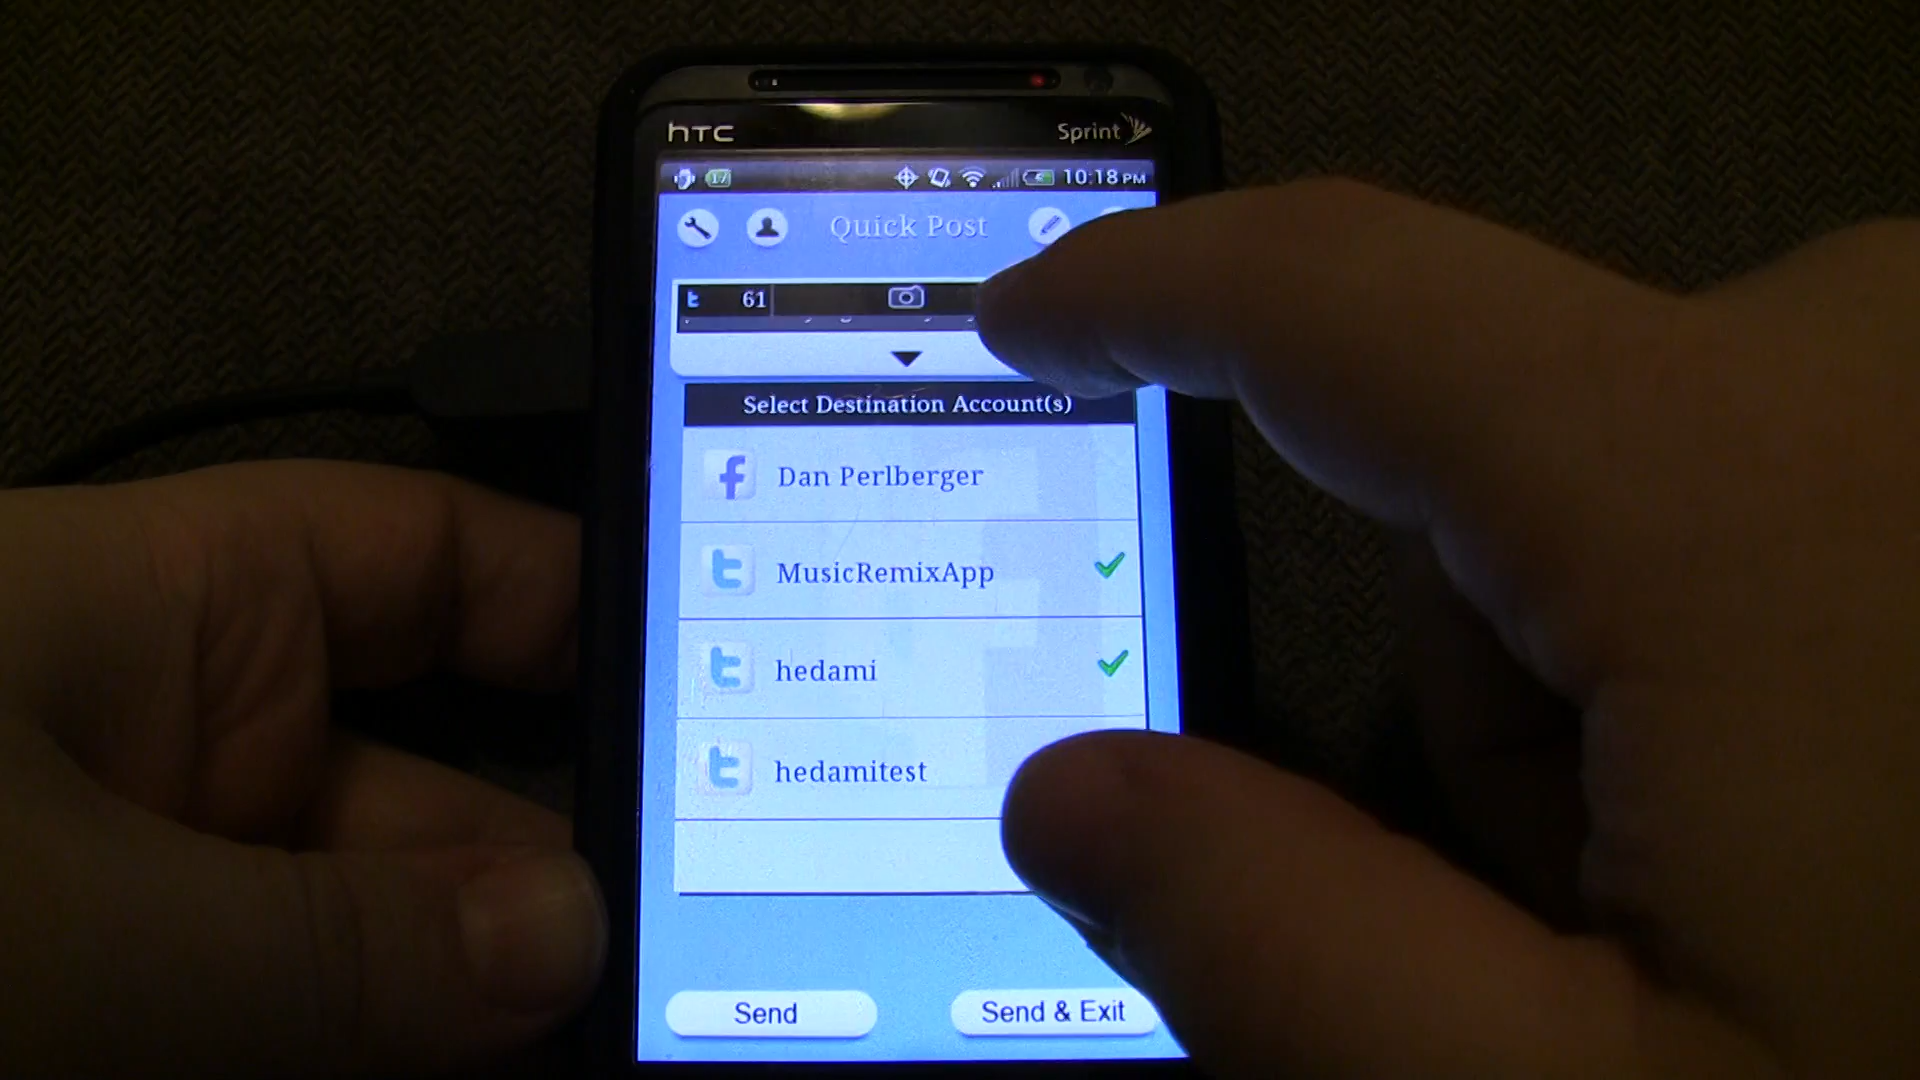 hTC
Sprint
17
10:18 PM
Quick Post
61
Select Destination Account(s)
Dan Perlberger
MusicRemixApp
hedami
hedamitest
Send
Send & Exit